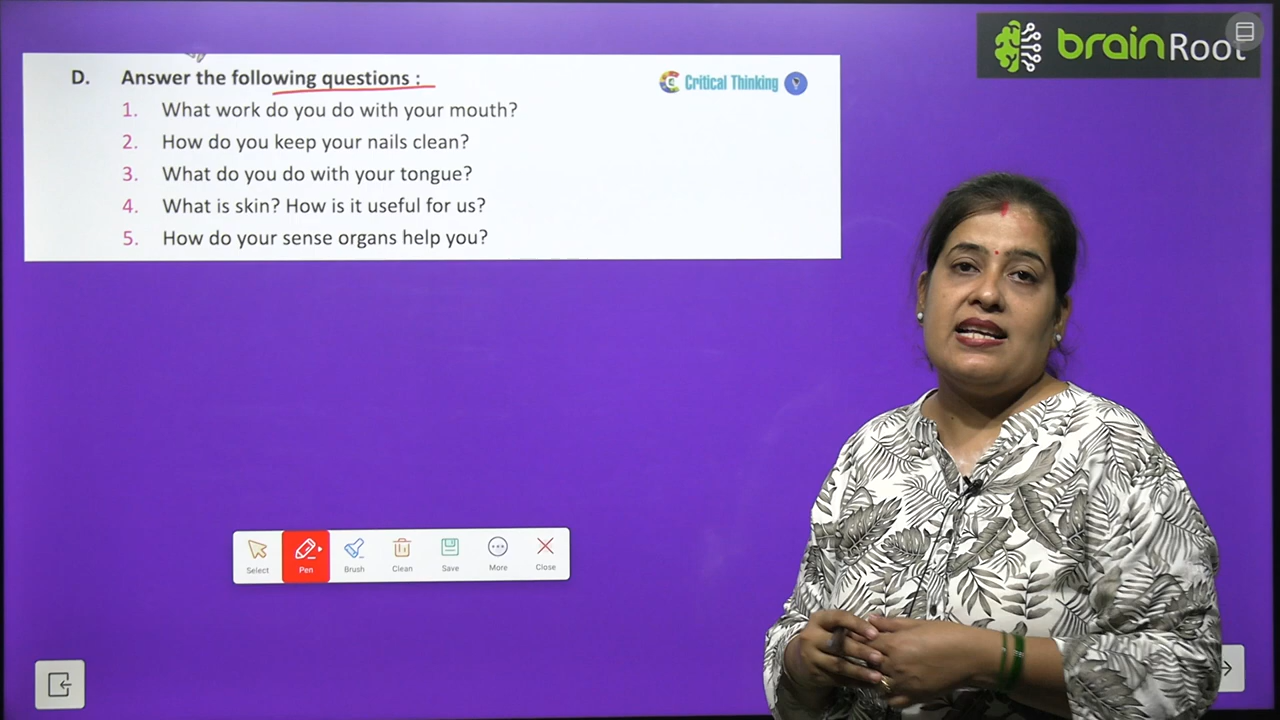 brainRoot
D. Answer the following questions :
Critical Thinking
1. What work do you do with your mouth?
2. How do you keep your nails clean?
3. What do you do with your tongue?
4. What is skin? How is it useful for us?
5. How do your sense organs help you?
Select Pen Brush Clean Save More Close